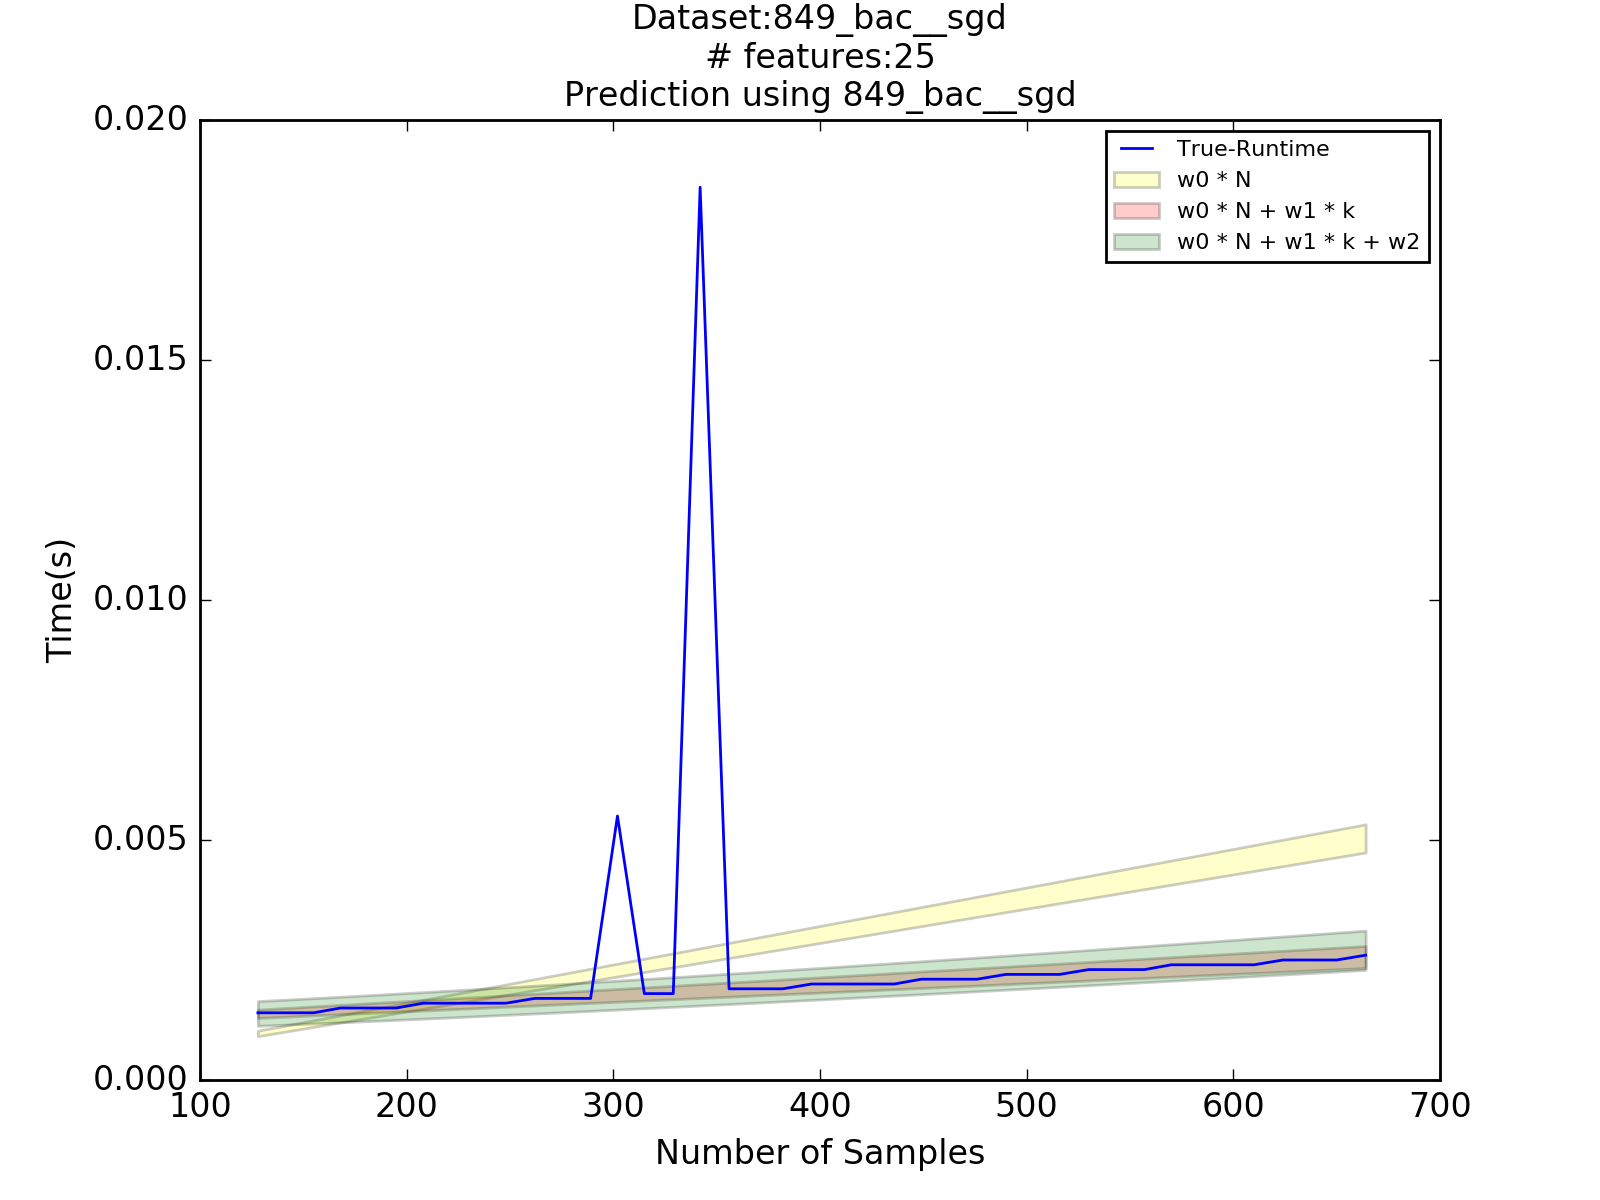 Dataset:849_bac__sgd
# features:25
Prediction using 849_bac__sgd
0.020
0.015
0.010
0.005
0.000
Time(s)
True-Runtime
w0 * N
w0 * N + w1 * k
w0 * N + w1 * k + w2
100 200 300 400 500 600 700
Number of Samples